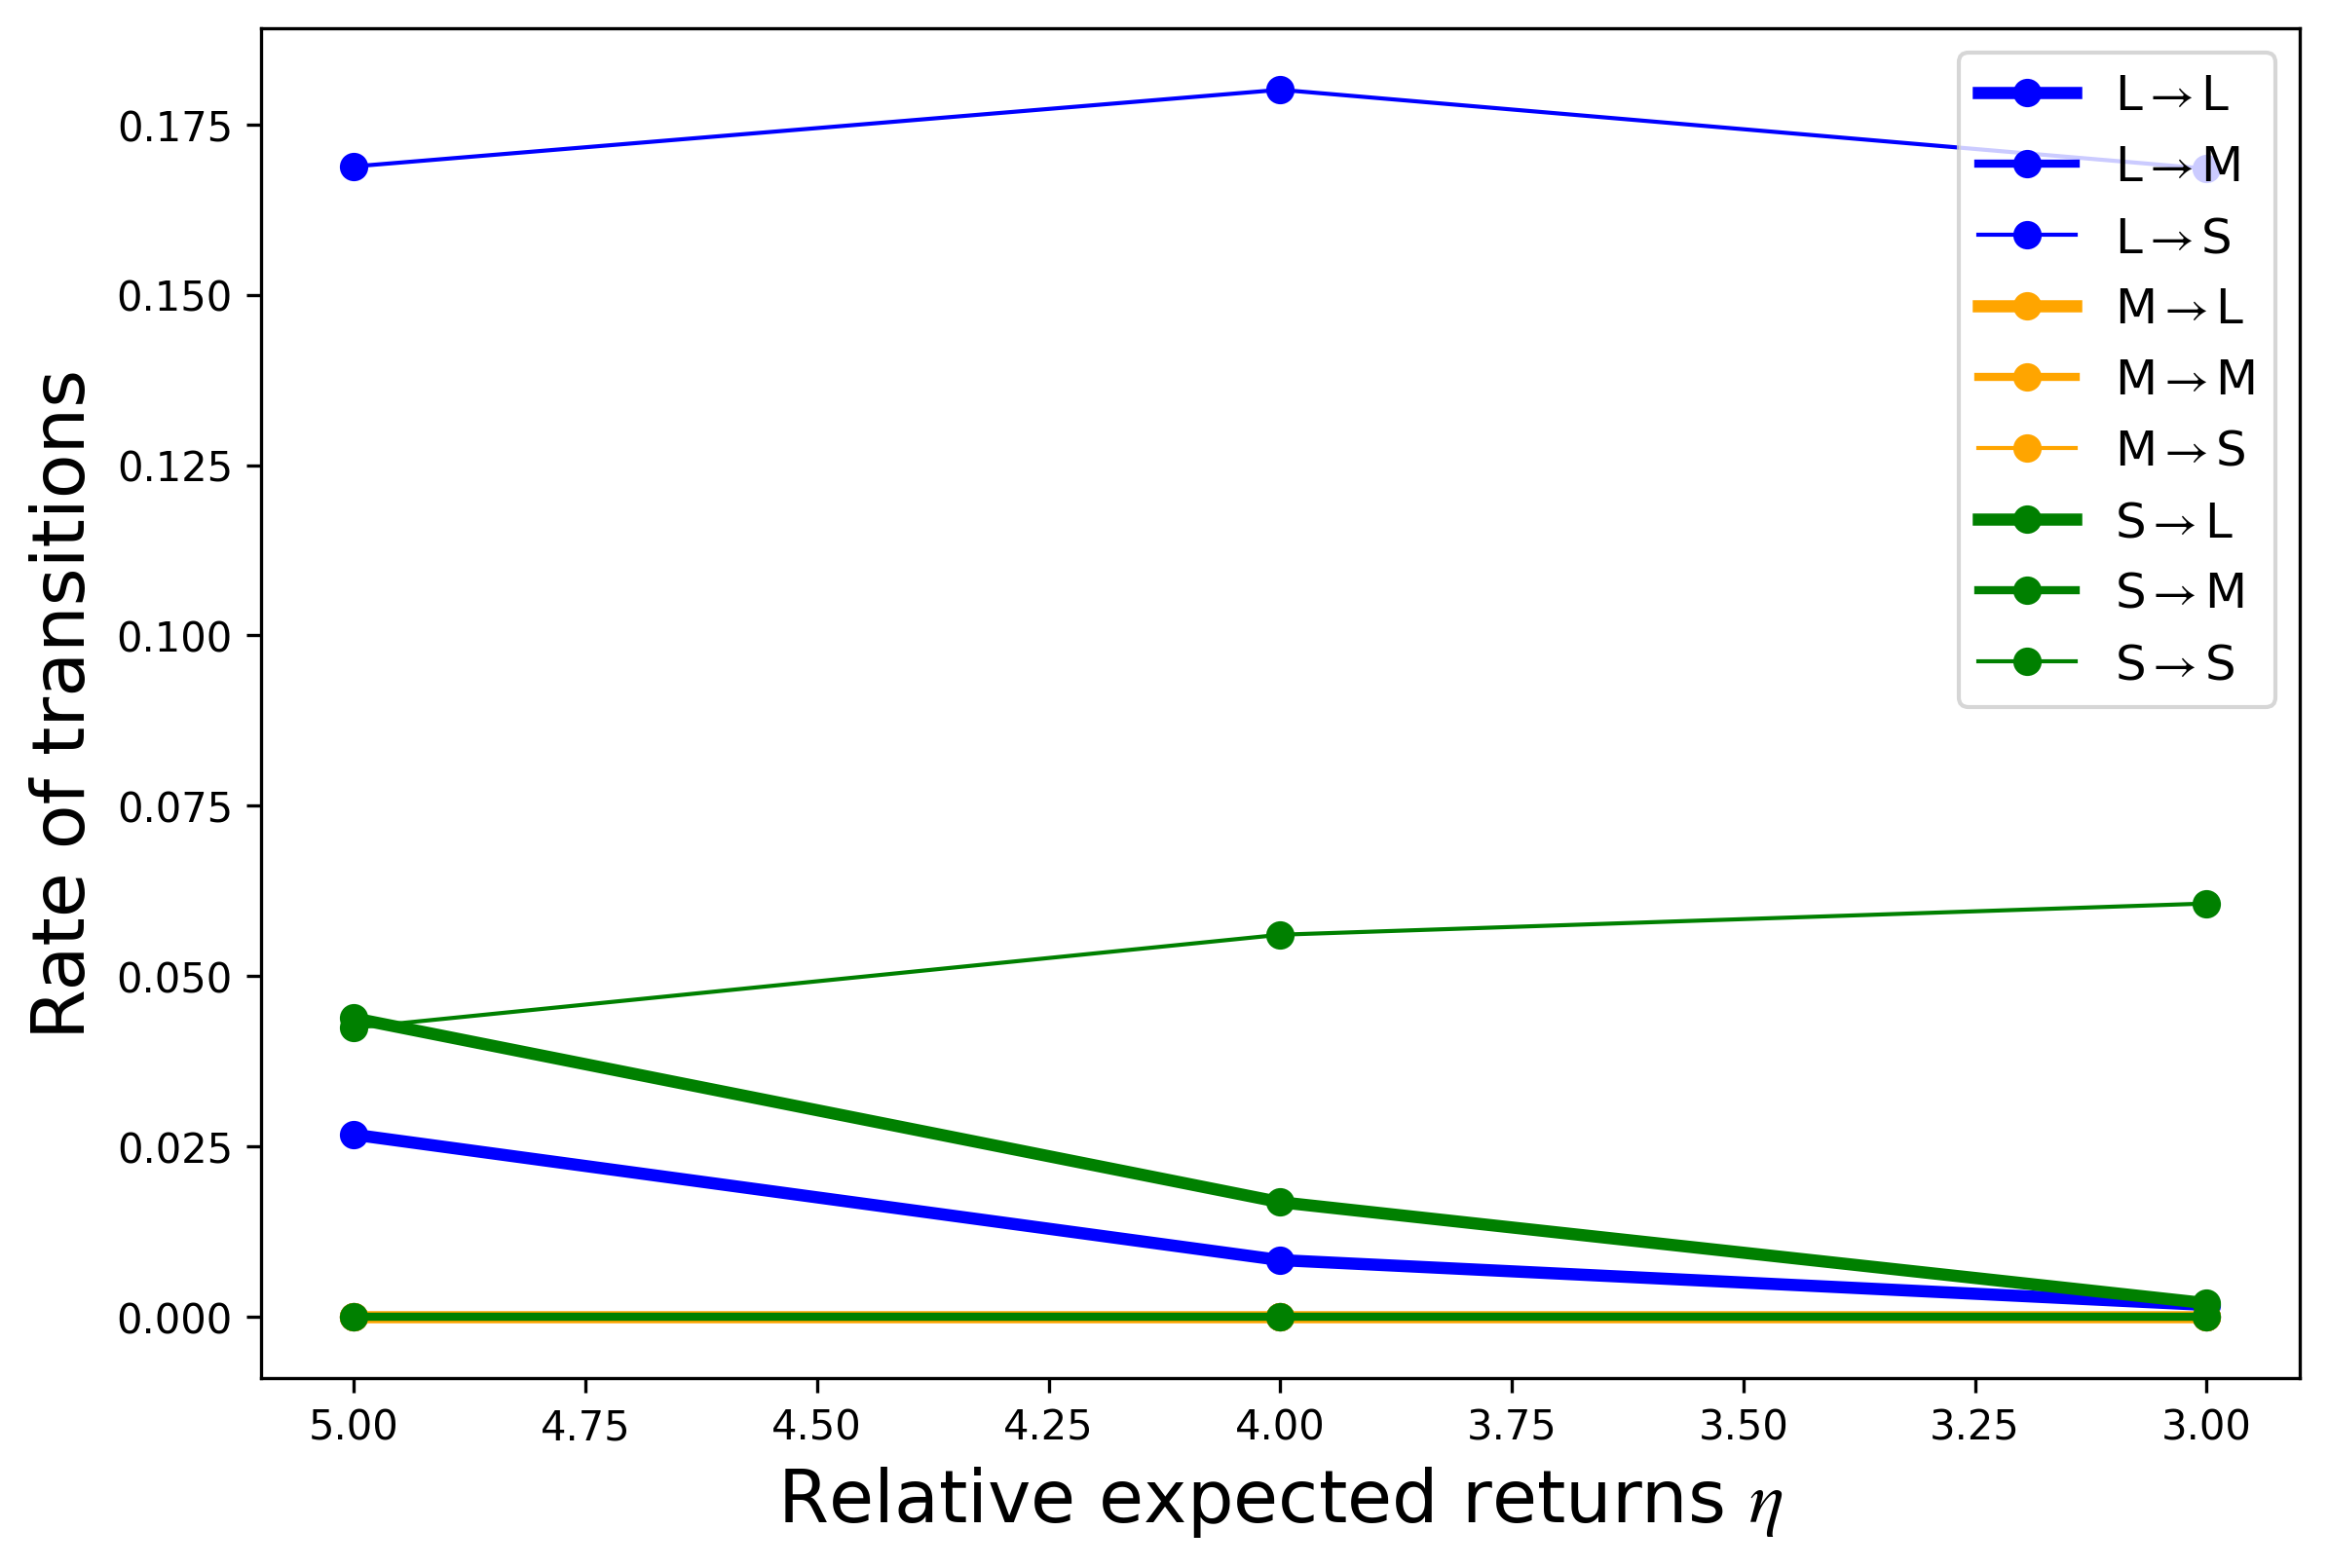 Rate of transitions
0.175
0.150
0.125
0.100
0.075
0.050
0.025
0.000
L→L
L→M
L→S
M→L
M→M
M→S
S→L
S→M
S→S
5.00 4.75 4.50 4.25 4.00 3.75 3.50 3.25 3.00
Relative expected returns η